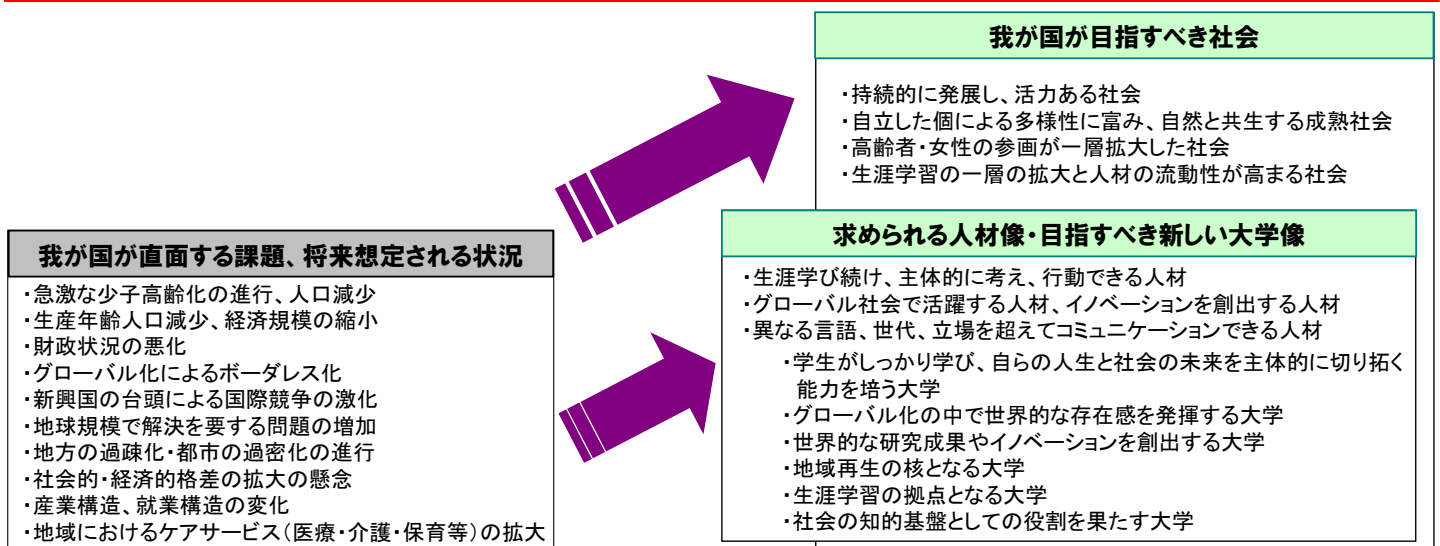 我が国が目指すべき社会
・持続的に発展し、活力ある社会
・自立した個による多様性に富み、自然と共生する成熟社会
・高齢者・女性の参画が一層拡大した社会
・生涯学習の一層の拡大と人材の流動性が高まる社会
我が国が直面する課題、将来想定される状況
・急激な少子高齢化の進行、人口減少
・生産年齢人口減少、経済規模の縮小
・財政状況の悪化
・グローバル化によるボーダレス化
・新興国の台頭による国際競争の激化
・地球規模で解決を要する問題の増加
・地方の過疎化・都市の過密化の進行
・社会的・経済的格差の拡大の懸念
・産業構造、就業構造の変化
・地域におけるケアサービス（医療・介護・保育等）の拡大
求められる人材像・目指すべき新しい大学像
・生涯学び続け、主体的に考え、行動できる人材
・グローバル社会で活躍する人材、イノベーションを創出する人材
・異なる言語、世代、立場を超えてコミュニケーションできる人材
・学生がしっかり学び、自らの人生と社会の未来を主体的に切り拓く
能力を培う大学
・グローバル化の中で世界的な存在感を発揮する大学
・世界的な研究成果やイノベーションを創出する大学
・地域再生の核となる大学
・生涯学習の拠点となる大学
・社会の知的基盤としての役割を果たす大学